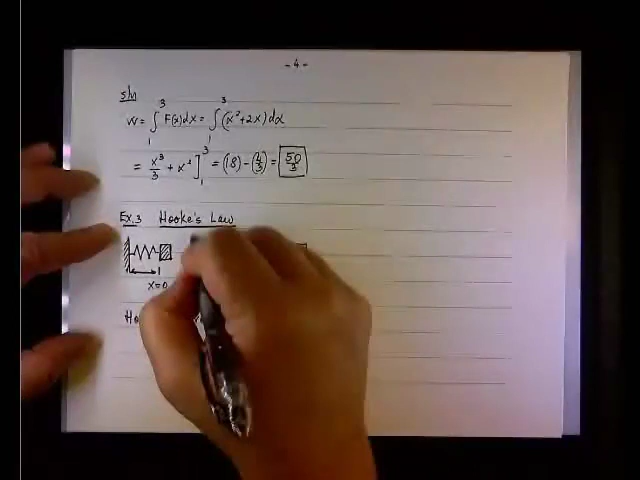 - 4 -
sln
W = ∫₁³ F(x)dx = ∫₁³ (x²+2x)dx
= x³/3 + x² ]₁³ = (18) - (4/3) = 50/3
Ex.3 Hooke's Law
x=0